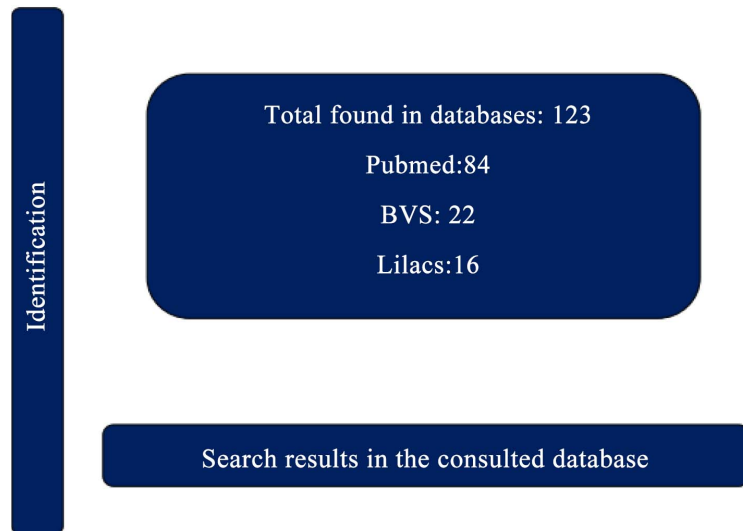 Identification
Total found in databases: 123
Pubmed:84
BVS: 22
Lilacs:16
Search results in the consulted database